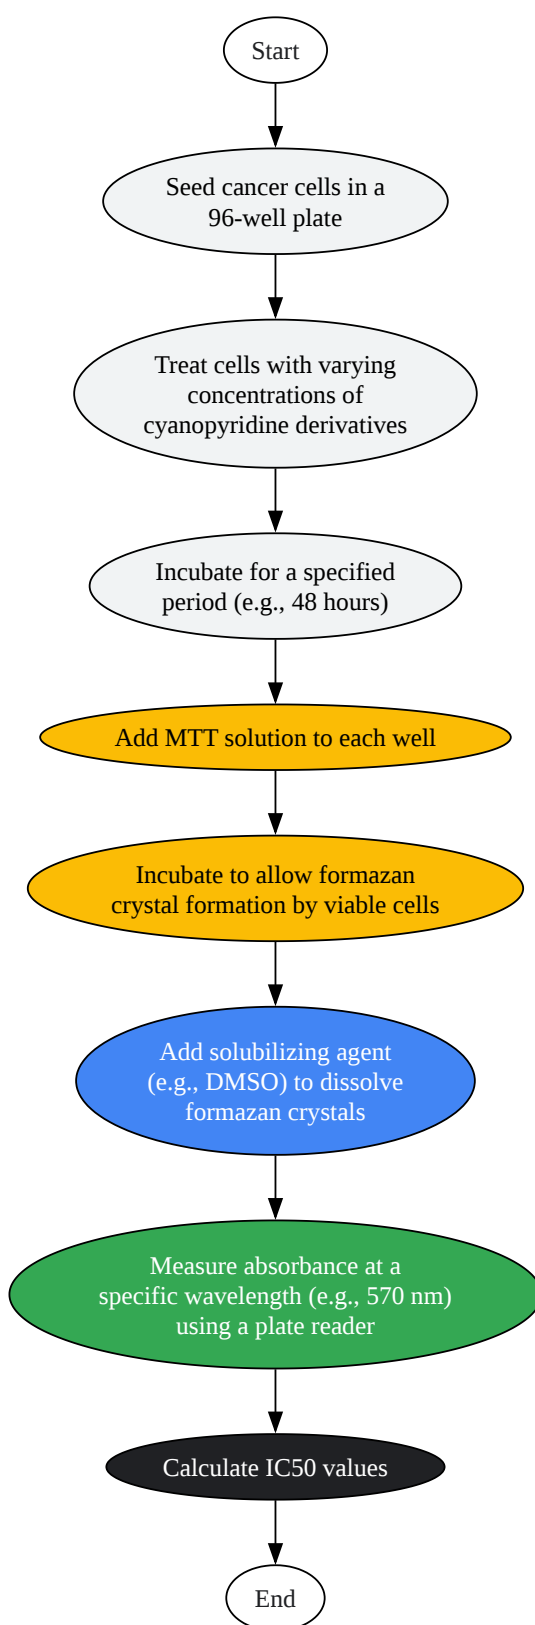 Start
Seed cancer cells in a
96-well plate
Treat cells with varying
concentrations of
cyanopyridine derivatives
Incubate for a specified
period (e.g., 48 hours)
Add MTT solution to each well
Incubate to allow formazan
crystal formation by viable cells
Add solubilizing agent
(e.g., DMSO) to dissolve
formazan crystals
Measure absorbance at a
specific wavelength (e.g., 570 nm)
using a plate reader
Calculate IC50 values
End